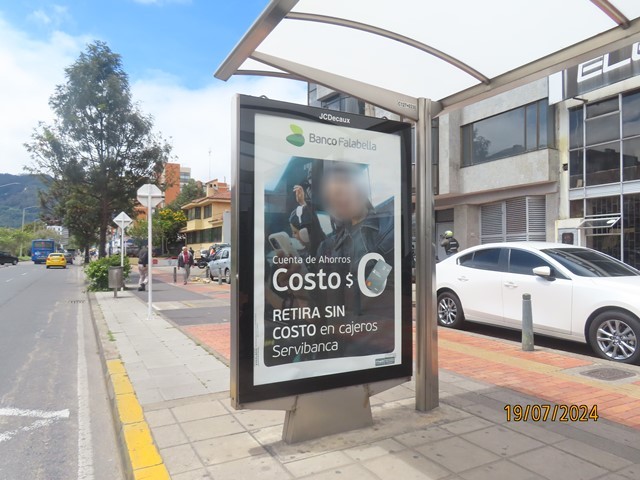 JCDecaux
Banco Falabella
Cuenta de Ahorros
Costo $0
RETIRA SIN
COSTO en cajeros
Servibanca
19/07/2024